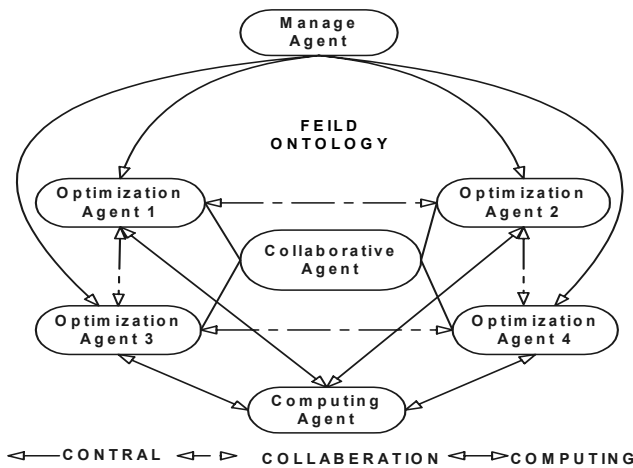 Manage
Agent
FEILD
ONTOLOGY
Optimization
Agent 1
Optimization
Agent 2
Collaborative
Agent
Optimization
Agent 3
Optimization
Agent 4
Computing
Agent
CONTRAL COLLABERATION COMPUTING